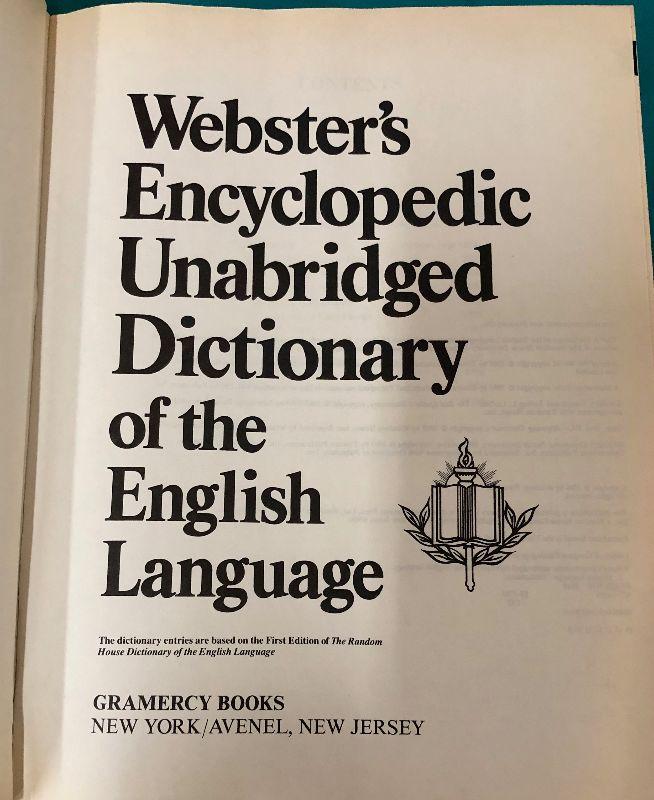 Webster's
Encyclopedic
Unabridged
Dictionary
of the
English
Language
The dictionary entries are based on the First Edition of The Random
House Dictionary of the English Language
GRAMERCY BOOKS
NEW YORK/AVENEL, NEW JERSEY